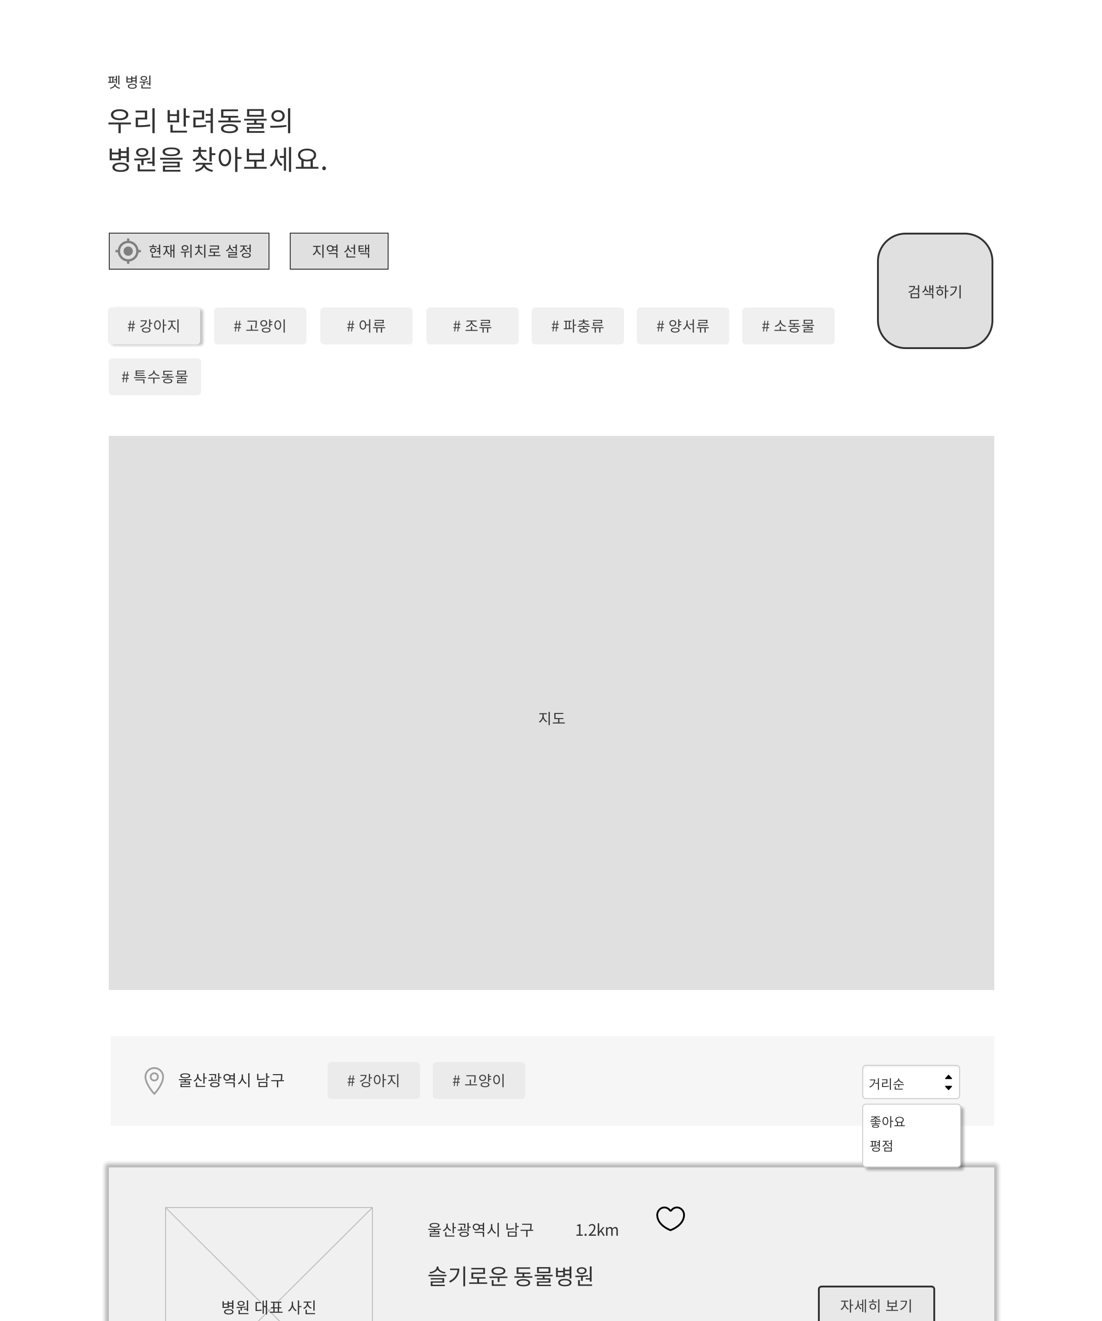 펫 병원
우리 반려동물의
병원을 찾아보세요.
현재 위치로 설정
지역 선택
검색하기
# 강아지
# 고양이
# 어류
# 조류
# 파충류
# 양서류
# 소동물
# 특수동물
지도
울산광역시 남구
# 강아지
# 고양이
거리순
좋아요
평점
울산광역시 남구
1.2km
슬기로운 동물병원
병원 대표 사진
자세히 보기